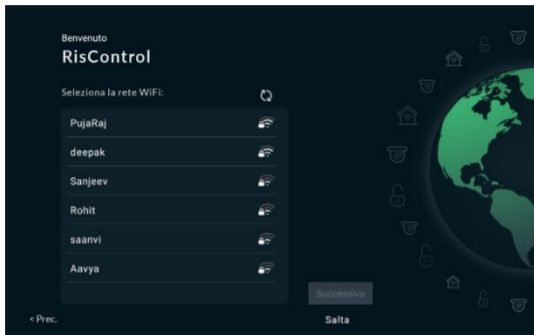 Benvenuto
RisControl
Seleziona la rete WiFi:
PujaRaj
deepak
Sanjeev
Rohit
saanvi
Aavya
Successivo
< Prec.
Salta